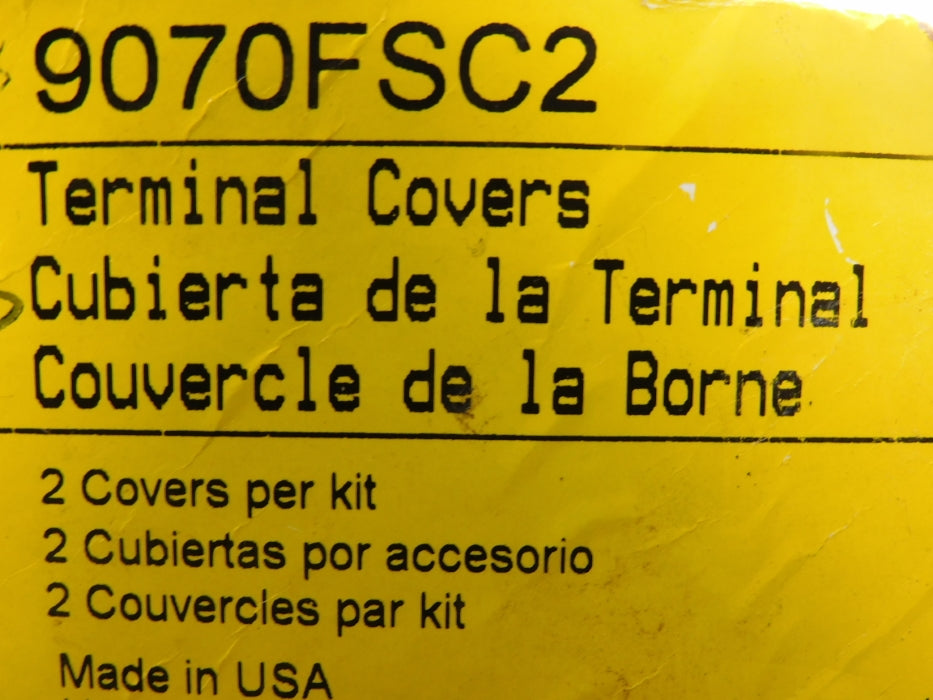 9070FSC2
Terminal Covers
Cubierta de la Terminal
Couvercle de la Borne
2 Covers per kit
2 Cubiertas por accesorio
2 Couvercles par kit
Made in USA